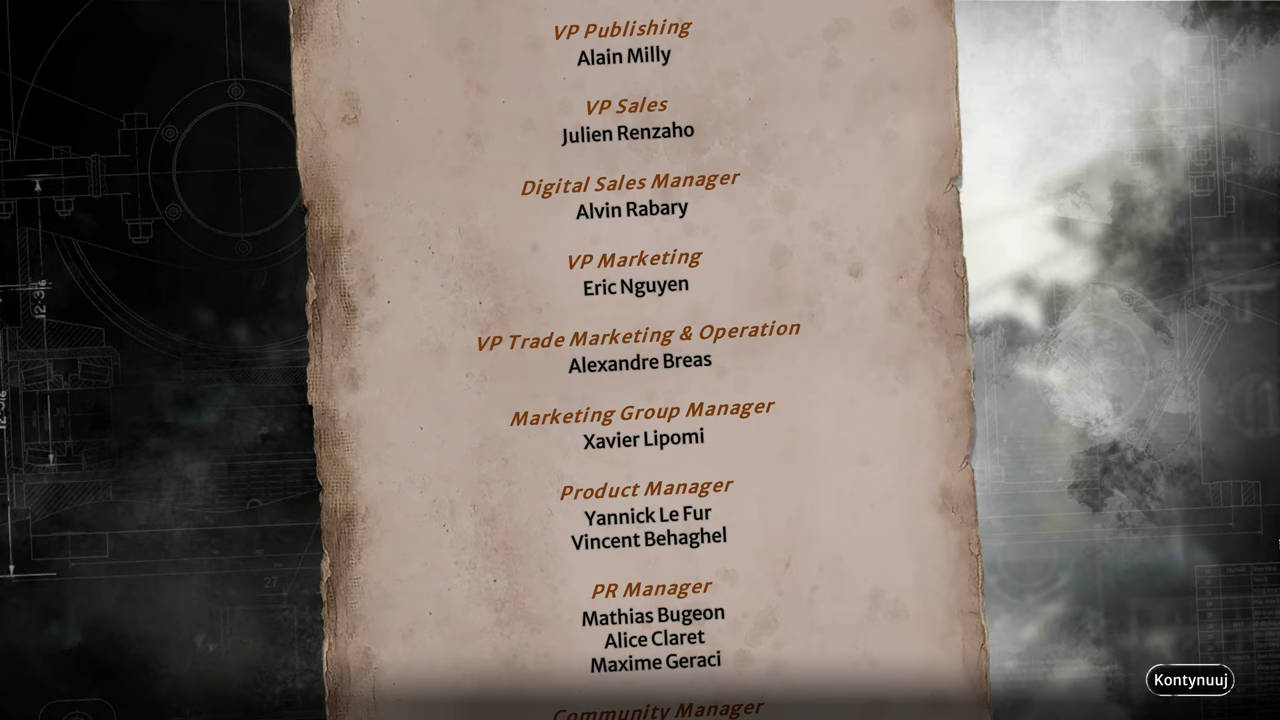 VP Publishing
Alain Milly
VP Sales
Julien Renzaho
Digital Sales Manager
Alvin Rabary
VP Marketing
Eric Nguyen
VP Trade Marketing & Operation
Alexandre Breas
Marketing Group Manager
Xavier Lipomi
Product Manager
Yannick Le Fur
Vincent Behaghel
PR Manager
Mathias Bugeon
Alice Claret
Maxime Geraci
Community Manager
Kontynuuj
27